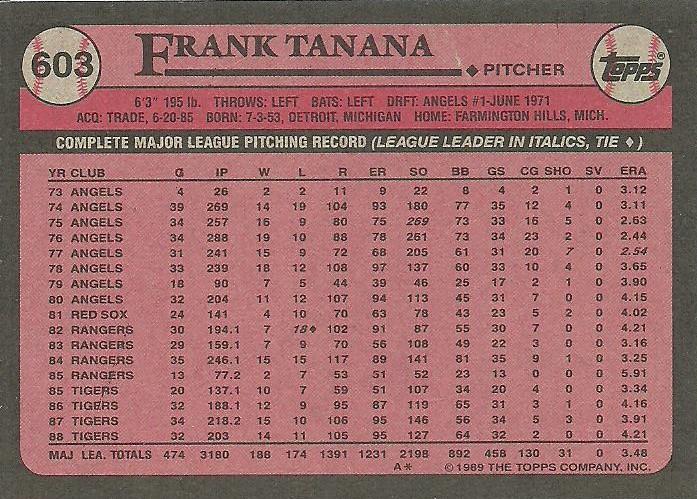 603
FRANK TANANA
PITCHER
TOPPS
6'3" 195 lb. THROWS: LEFT BATS: LEFT DRFT: ANGELS #1-JUNE 1971
ACQ: TRADE, 6-20-85 BORN: 7-3-53, DETROIT, MICHIGAN HOME: FARMINGTON HILLS, MICH.
COMPLETE MAJOR LEAGUE PITCHING RECORD (LEAGUE LEADER IN ITALICS, TIE ♦)
YR CLUB G IP W L R ER SO BB GS CG SHO SV ERA
73 ANGELS 4 26 2 2 11 9 22 8 4 2 1 0 3.12
74 ANGELS 39 269 14 19 104 93 180 77 35 12 4 0 3.11
75 ANGELS 34 257 16 9 80 75 269 73 33 16 5 0 2.63
76 ANGELS 34 288 19 10 88 78 261 73 34 23 2 0 2.44
77 ANGELS 31 241 15 9 72 68 205 61 31 20 7 0 2.54
78 ANGELS 33 239 18 12 108 97 137 60 33 10 4 0 3.65
79 ANGELS 18 90 7 5 44 39 46 25 17 2 1 0 3.90
80 ANGELS 32 204 11 12 107 94 113 45 31 7 0 0 4.15
81 RED SOX 24 141 4 10 70 63 78 43 23 5 2 0 4.02
82 RANGERS 30 194.1 7 18♦ 102 91 87 55 30 7 0 0 4.21
83 RANGERS 29 159.1 7 9 70 56 108 49 22 3 0 0 3.16
84 RANGERS 35 246.1 15 15 117 89 141 81 35 9 1 0 3.25
85 RANGERS 13 77.2 2 7 53 51 52 23 13 0 0 0 5.91
85 TIGERS 20 137.1 10 7 59 51 107 34 20 4 0 0 3.34
86 TIGERS 32 188.1 12 9 95 87 119 65 31 3 1 0 4.16
87 TIGERS 34 218.2 15 10 106 95 146 56 34 5 3 0 3.91
88 TIGERS 32 203 14 11 105 95 127 64 32 2 0 0 4.21
MAJ LEA. TOTALS 474 3180 188 174 1391 1231 2198 892 458 130 31 0 3.48
A* ©1989 THE TOPPS COMPANY, INC.